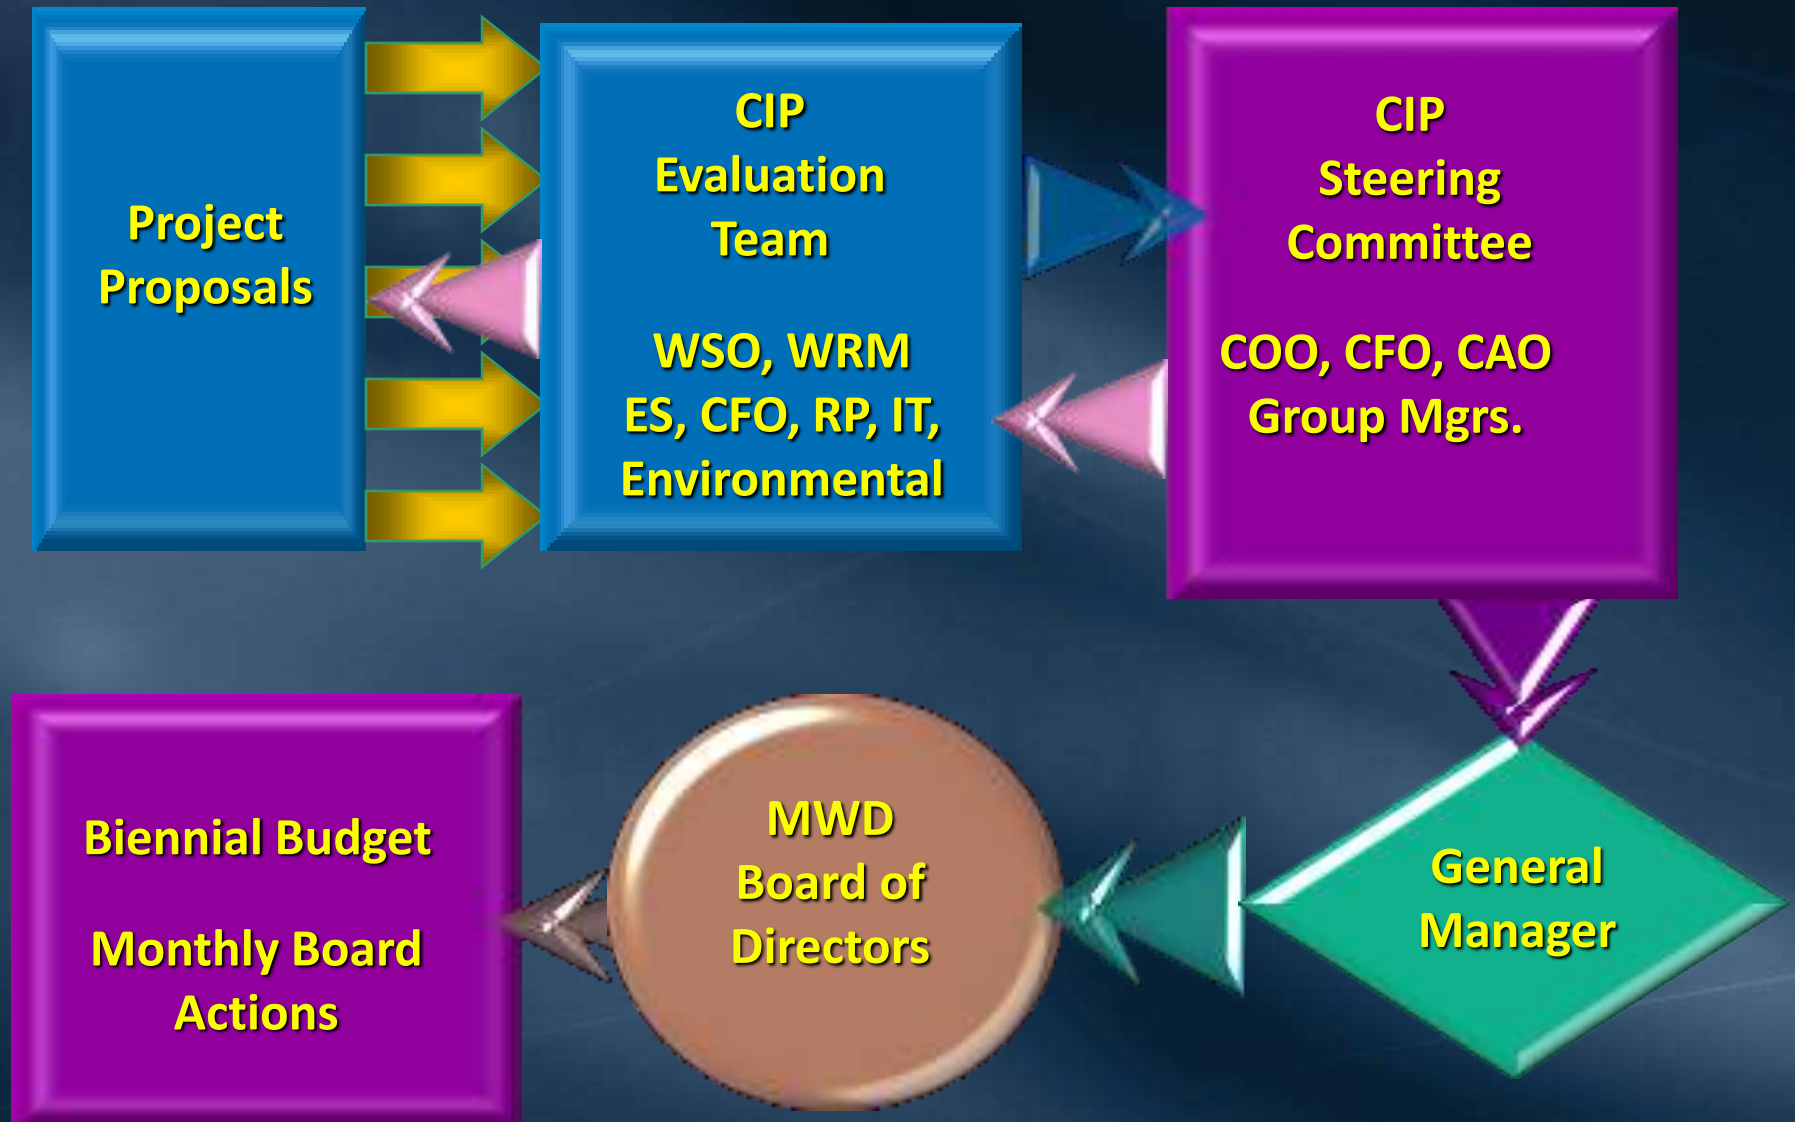 Project
Proposals
CIP
Evaluation
Team
WSO, WRM
ES, CFO, RP, IT,
Environmental
CIP
Steering
Committee
COO, CFO, CAO
Group Mgrs.
General
Manager
MWD
Board of
Directors
Biennial Budget
Monthly Board
Actions